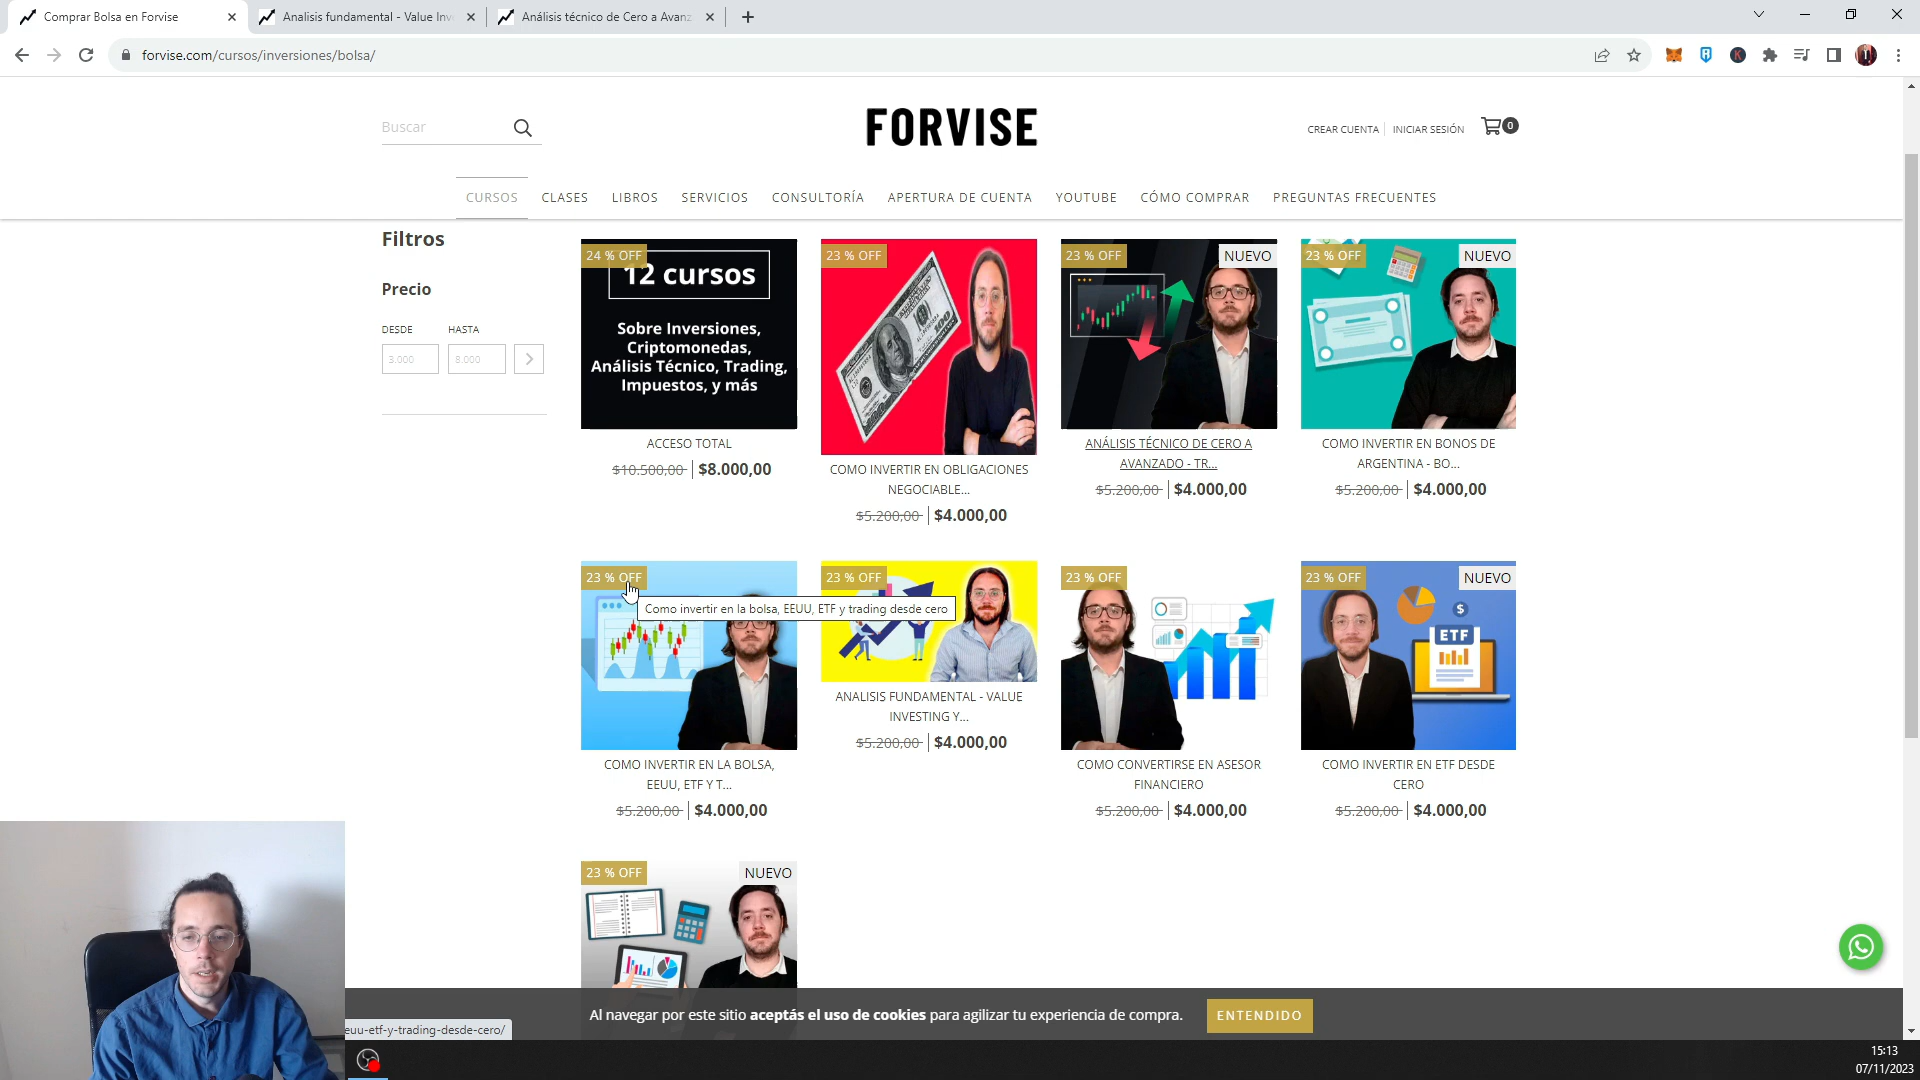 Comprar Bolsa en Forvise
Analisis fundamental - Value Inv
Análisis técnico de Cero a Avanz
forvise.com/cursos/inversiones/bolsa/
Buscar
FORVISE
CREAR CUENTA
INICIAR SESIÓN
0
CURSOS
CLASES
LIBROS
SERVICIOS
CONSULTORÍA
APERTURA DE CUENTA
YOUTUBE
CÓMO COMPRAR
PREGUNTAS FRECUENTES
Filtros
Precio
DESDE
HASTA
3.000
8.000
24 % OFF
12 cursos
Sobre Inversiones,
Criptomonedas,
Análisis Técnico, Trading,
Impuestos, y más
ACCESO TOTAL
$10.500,00 $8.000,00
23 % OFF
100
COMO INVERTIR EN OBLIGACIONES
NEGOCIABLE...
$5.200,00 $4.000,00
23 % OFF
NUEVO
ANÁLISIS TÉCNICO DE CERO A
AVANZADO - TR...
$5.200,00 $4.000,00
23 % OFF
NUEVO
COMO INVERTIR EN BONOS DE
ARGENTINA - BO...
$5.200,00 $4.000,00
23 % OFF
Como invertir en la bolsa, EEUU, ETF y trading desde cero
COMO INVERTIR EN LA BOLSA,
EEUU, ETF Y T...
$5.200,00 $4.000,00
23 % OFF
ANALISIS FUNDAMENTAL - VALUE
INVESTING Y...
$5.200,00 $4.000,00
23 % OFF
COMO CONVERTIRSE EN ASESOR
FINANCIERO
$5.200,00 $4.000,00
23 % OFF
NUEVO
$
ETF
COMO INVERTIR EN ETF DESDE
CERO
$5.200,00 $4.000,00
23 % OFF
NUEVO
Al navegar por este sitio aceptás el uso de cookies para agilizar tu experiencia de compra.
ENTENDIDO
euu-etf-y-trading-desde-cero/
15:13
07/11/2023